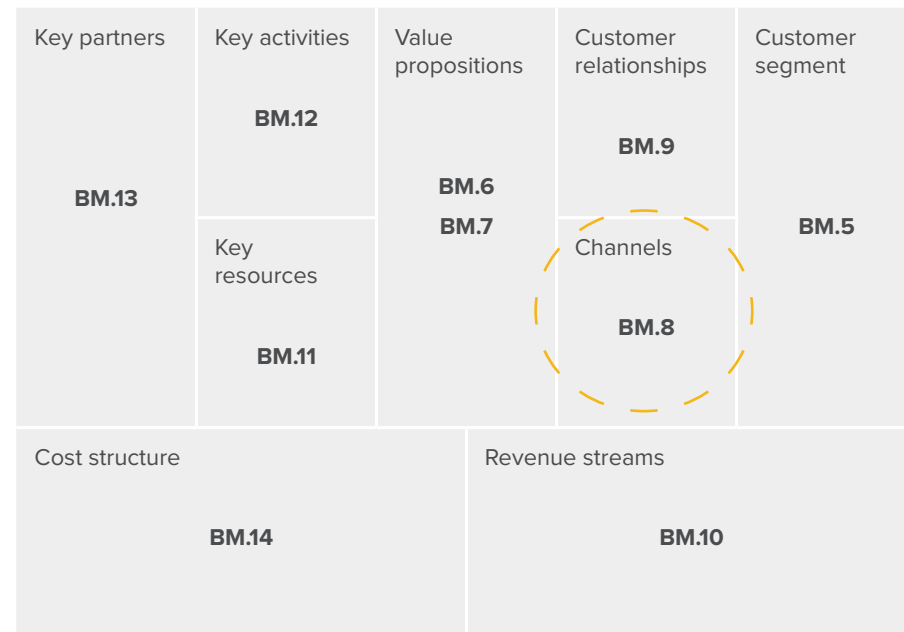 Key partners
BM.13
Key activities
BM.12
Key
resources
BM.11
Value
propositions
BM.6
BM.7
Customer
relationships
BM.9
Channels
BM.8
Customer
segment
BM.5
Cost structure
BM.14
Revenue streams
BM.10